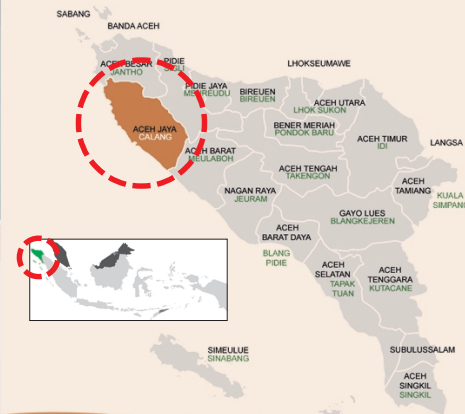 SABANG
BANDA ACEH
ACEH BESAR
JANTHO
PIDIE
SIGLI
LHOKSEUMAWE
PIDIE JAYA
MEUREUDU
BIREUEN
BIREUEN
ACEH UTARA
LHOK SUKON
ACEH JAYA
CALANG
BENER MERIAH
PONDOK BARU
ACEH TIMUR
IDI
LANGSA
ACEH BARAT
MEULABOH
ACEH TENGAH
TAKENGON
ACEH
TAMIANG
KUALA
SIMPANG
NAGAN RAYA
JEURAM
GAYO LUES
BLANGKEJEREN
ACEH
BARAT DAYA
BLANG
PIDIE
ACEH
SELATAN
TAPAK
TUAN
ACEH
TENGGARA
KUTACANE
SIMEULUE
SINABANG
SUBULUSSALAM
ACEH
SINGKIL
SINGKIL